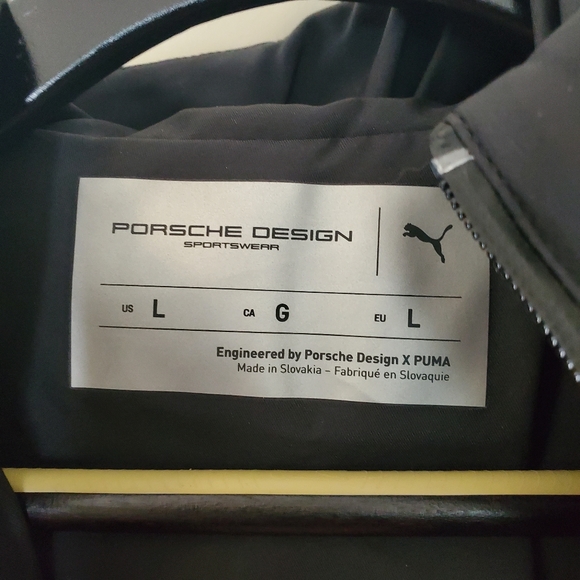 PORSCHE DESIGN
SPORTSWEAR
US L CA G EU L
Engineered by Porsche Design X PUMA
Made in Slovakia – Fabriqué en Slovaquie